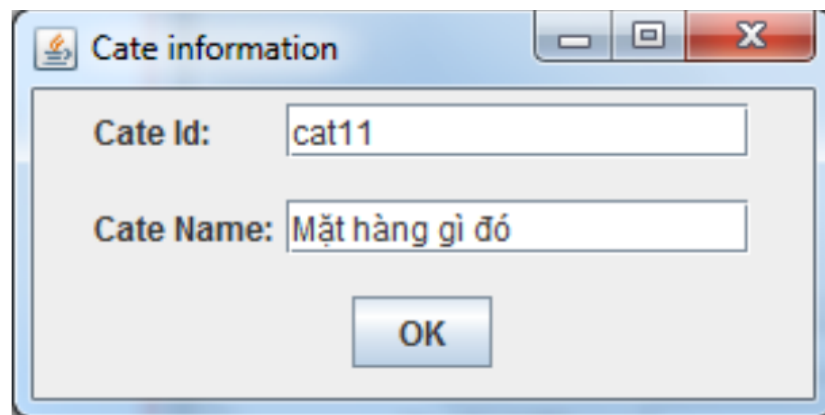 Cate information
Cate Id: cat11
Cate Name: Mặt hàng gì đó
OK